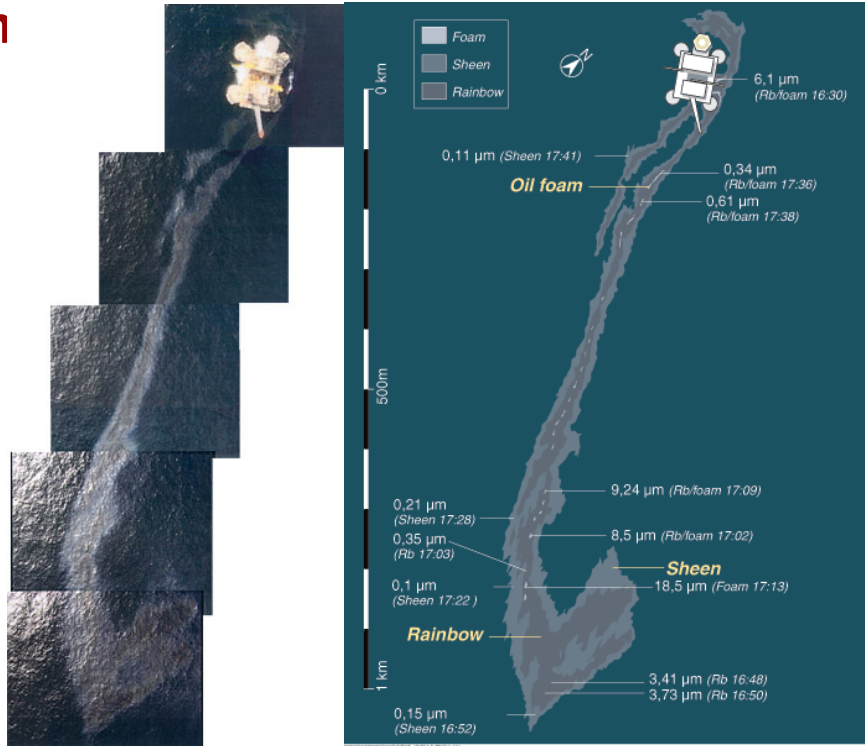 Foam
Sheen
Rainbow
N
0 km
500m
1 km
6,1 µm
(Rb/foam 16:30)
0,11 µm (Sheen 17:41)
0,34 µm
(Rb/foam 17:36)
Oil foam
0,61 µm
(Rb/foam 17:38)
9,24 µm (Rb/foam 17:09)
0,21 µm
(Sheen 17:28)
8,5 µm (Rb/foam 17:02)
0,35 µm
(Rb 17:03)
Sheen
0,1 µm
(Sheen 17:22 )
18,5 µm (Foam 17:13)
Rainbow
3,41 µm (Rb 16:48)
3,73 µm (Rb 16:50)
0,15 µm
(Sheen 16:52)